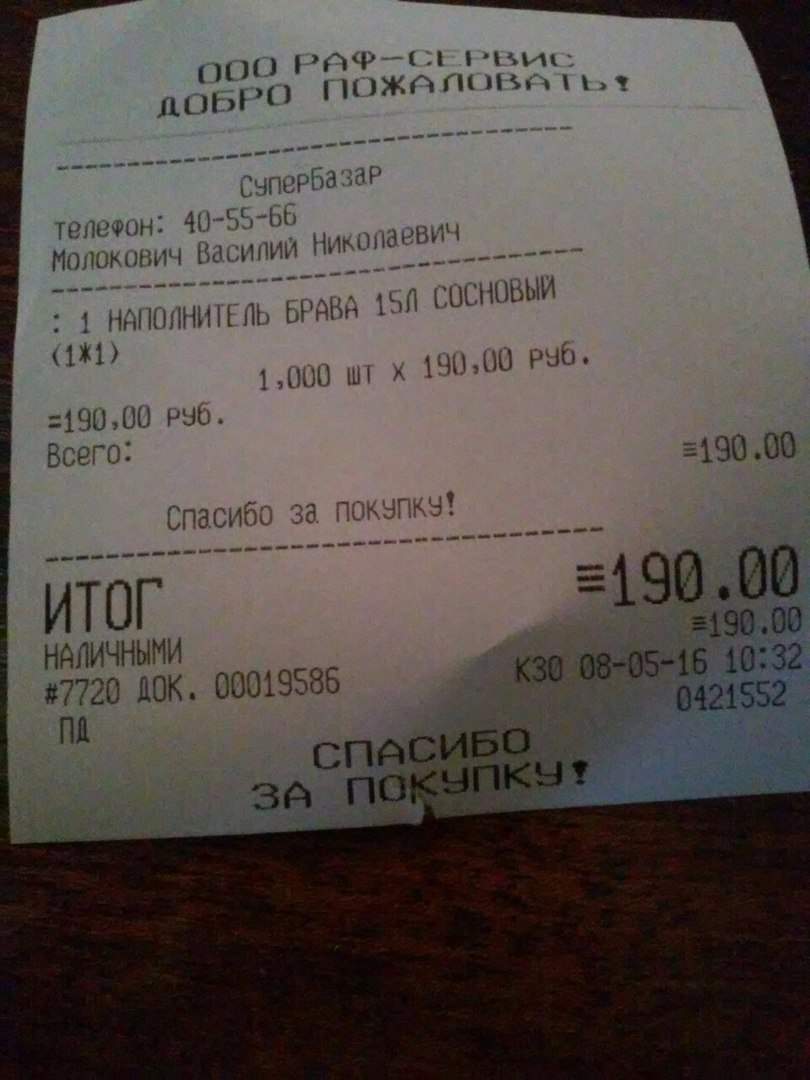 ООО РАФ-СЕРВИС
ДОБРО ПОЖАЛОВАТЬ!
Супербазар
телефон: 40-55-66
Молокович Василий Николаевич
: 1 НАПОЛНИТЕЛЬ БРАВА 15Л СОСНОВЫЙ
(1*1)
1,000 шт х 190,00 руб.
=190,00 руб.
Всего: ≡190.00
Спасибо за покупку!
ИТОГ ≡190.00
НАЛИЧНЫМИ ≡190.00
#7720 ДОК. 00019586 К30 08-05-16 10:32
ПД 0421552
СПАСИБО
ЗА ПОКУПКУ!